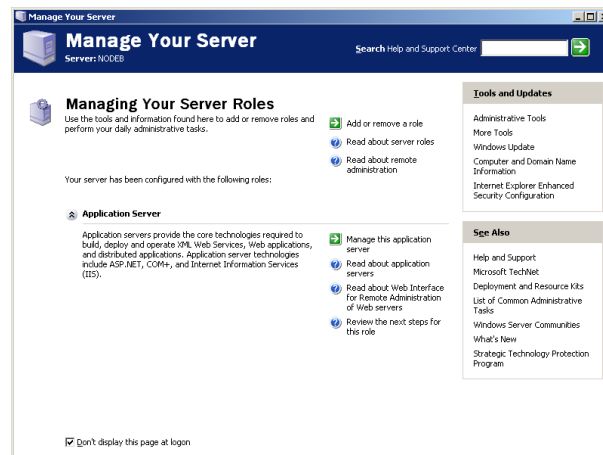 Manage Your Server
Manage Your Server
Server: NODEB
Search Help and Support Center
Managing Your Server Roles
Use the tools and information found here to add or remove roles and
perform your daily administrative tasks.
Your server has been configured with the following roles:
Add or remove a role
Read about server roles
Read about remote
administration
Application Server
Application servers provide the core technologies required to
build, deploy and operate XML Web Services, Web applications,
and distributed applications. Application server technologies
include ASP.NET, COM+, and Internet Information Services
(IIS).
Manage this application
server
Read about application
servers
Read about Web Interface
for Remote Administration
of Web servers
Review the next steps for
this role
Tools and Updates
Administrative Tools
More Tools
Windows Update
Computer and Domain Name
Information
Internet Explorer Enhanced
Security Configuration
See Also
Help and Support
Microsoft TechNet
Deployment and Resource Kits
List of Common Administrative
Tasks
Windows Server Communities
What's New
Strategic Technology Protection
Program
Don't display this page at logon